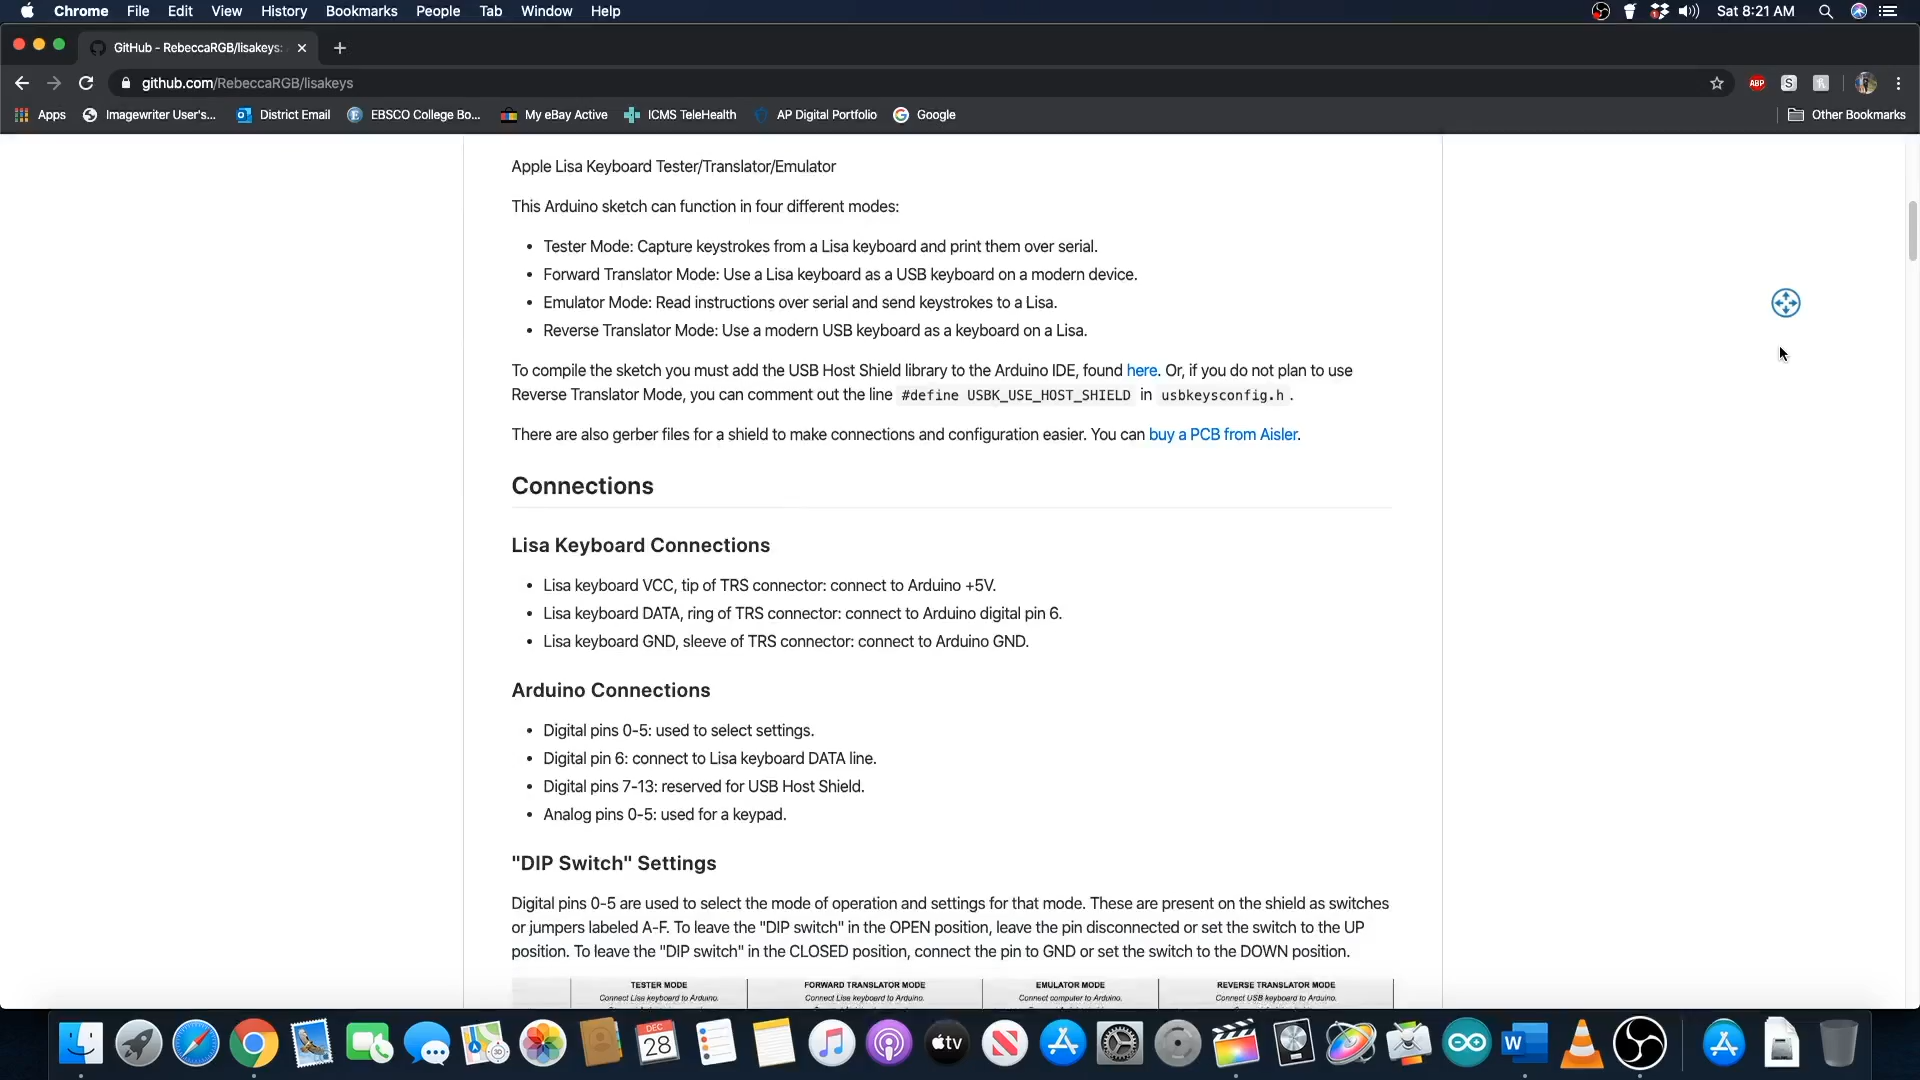 Chrome File Edit View History Bookmarks People Tab Window Help Sat 8:21 AM
GitHub - RebeccaRGB/lisakeys:
github.com/RebeccaRGB/lisakeys ABP S
Apps Imagewriter User's... District Email EBSCO College Bo... My eBay Active ICMS TeleHealth AP Digital Portfolio Google Other Bookmarks
Apple Lisa Keyboard Tester/Translator/Emulator
This Arduino sketch can function in four different modes:
• Tester Mode: Capture keystrokes from a Lisa keyboard and print them over serial.
• Forward Translator Mode: Use a Lisa keyboard as a USB keyboard on a modern device.
• Emulator Mode: Read instructions over serial and send keystrokes to a Lisa.
• Reverse Translator Mode: Use a modern USB keyboard as a keyboard on a Lisa.
To compile the sketch you must add the USB Host Shield library to the Arduino IDE, found here. Or, if you do not plan to use
Reverse Translator Mode, you can comment out the line #define USBK_USE_HOST_SHIELD in usbkeysconfig.h .
There are also gerber files for a shield to make connections and configuration easier. You can buy a PCB from Aisler.
Connections
Lisa Keyboard Connections
• Lisa keyboard VCC, tip of TRS connector: connect to Arduino +5V.
• Lisa keyboard DATA, ring of TRS connector: connect to Arduino digital pin 6.
• Lisa keyboard GND, sleeve of TRS connector: connect to Arduino GND.
Arduino Connections
• Digital pins 0-5: used to select settings.
• Digital pin 6: connect to Lisa keyboard DATA line.
• Digital pins 7-13: reserved for USB Host Shield.
• Analog pins 0-5: used for a keypad.
"DIP Switch" Settings
Digital pins 0-5 are used to select the mode of operation and settings for that mode. These are present on the shield as switches
or jumpers labeled A-F. To leave the "DIP switch" in the OPEN position, leave the pin disconnected or set the switch to the UP
position. To leave the "DIP switch" in the CLOSED position, connect the pin to GND or set the switch to the DOWN position.
TESTER MODE FORWARD TRANSLATOR MODE EMULATOR MODE REVERSE TRANSLATOR MODE
Connect Lisa keyboard to Arduino. Connect Lisa keyboard to Arduino. Connect computer to Arduino. Connect USB keyboard to Arduino.
DEC
28
3D
tv
W